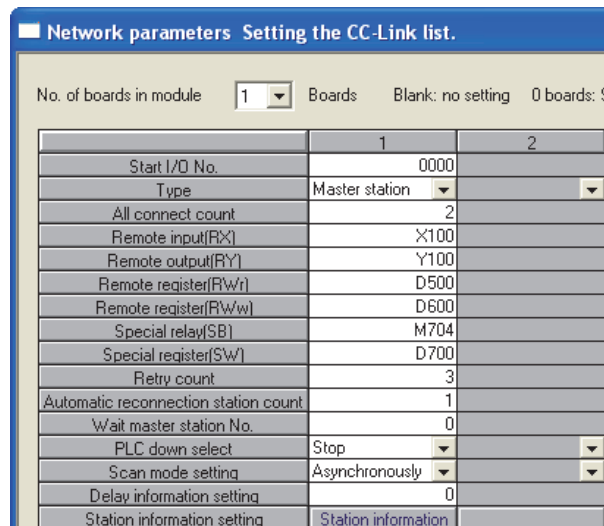 Network parameters Setting the CC-Link list.
No. of boards in module 1 Boards Blank: no setting 0 boards:
1 2
Start I/O No. 0000
Type Master station
All connect count 2
Remote input(RX) X100
Remote output(RY) Y100
Remote register(RWr) D500
Remote register(RWw) D600
Special relay(SB) M704
Special register(SW) D700
Retry count 3
Automatic reconnection station count 1
Wait master station No. 0
PLC down select Stop
Scan mode setting Asynchronously
Delay information setting 0
Station information setting Station information